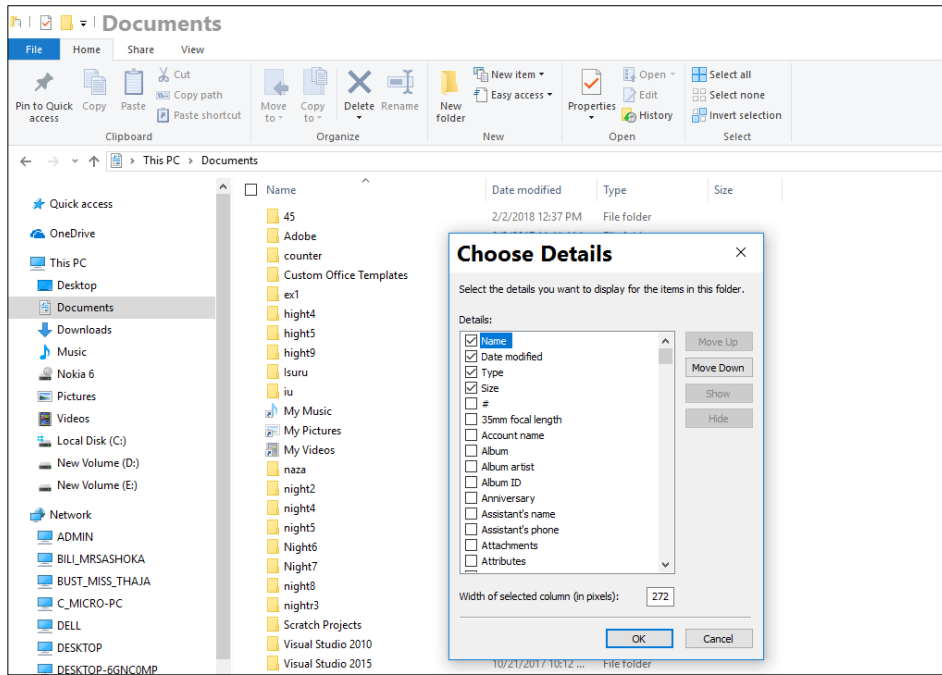 Documents
File Home Share View
Pin to Quick access
Copy
Paste
Cut
Copy path
Paste shortcut
Clipboard
Move to
Copy to
Delete
Rename
Organize
New folder
New item
Easy access
New
Properties
Open
Edit
History
Open
Select all
Select none
Invert selection
Select
This PC > Documents
Quick access
OneDrive
This PC
Desktop
Documents
Downloads
Music
Nokia 6
Pictures
Videos
Local Disk (C:)
New Volume (D:)
New Volume (E:)
Network
ADMIN
BILI_MRSASHOKA
BUST_MISS_THAJA
C_MICRO-PC
DELL
DESKTOP
DESKTOP-6GNC0MP
Name Date modified Type Size
45 2/2/2018 12:37 PM File folder
Adobe
counter
Custom Office Templates
ex1
hight4
hight5
hight9
Isuru
iu
My Music
My Pictures
My Videos
naza
night2
night4
night5
Night6
Night7
night8
nightr3
Scratch Projects
Visual Studio 2010
Visual Studio 2015 10/21/2017 10:12 ... File folder
Choose Details
Select the details you want to display for the items in this folder.
Details:
Name
Date modified
Type
Size
#
35mm focal length
Account name
Album
Album artist
Album ID
Anniversary
Assistant's name
Assistant's phone
Attachments
Attributes
Move Up
Move Down
Show
Hide
Width of selected column (in pixels): 272
OK Cancel